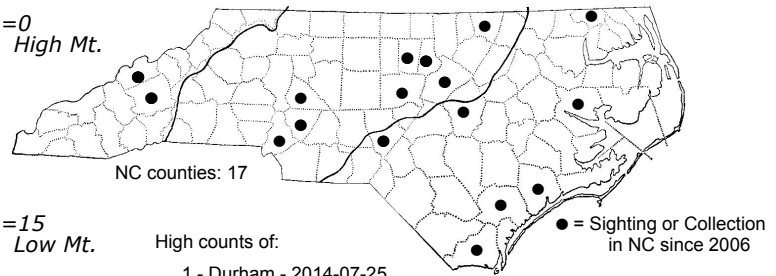 =0
High Mt.
NC counties: 17
=15
Low Mt.
High counts of:
1 - Durham - 2014-07-25
● = Sighting or Collection
in NC since 2006